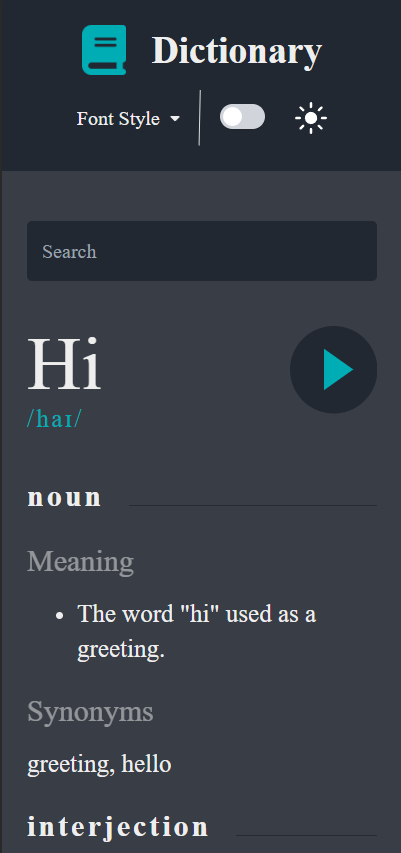 Dictionary
Font Style
Search
Hi
/haɪ/
noun
Meaning
The word "hi" used as a
greeting.
Synonyms
greeting, hello
interjection